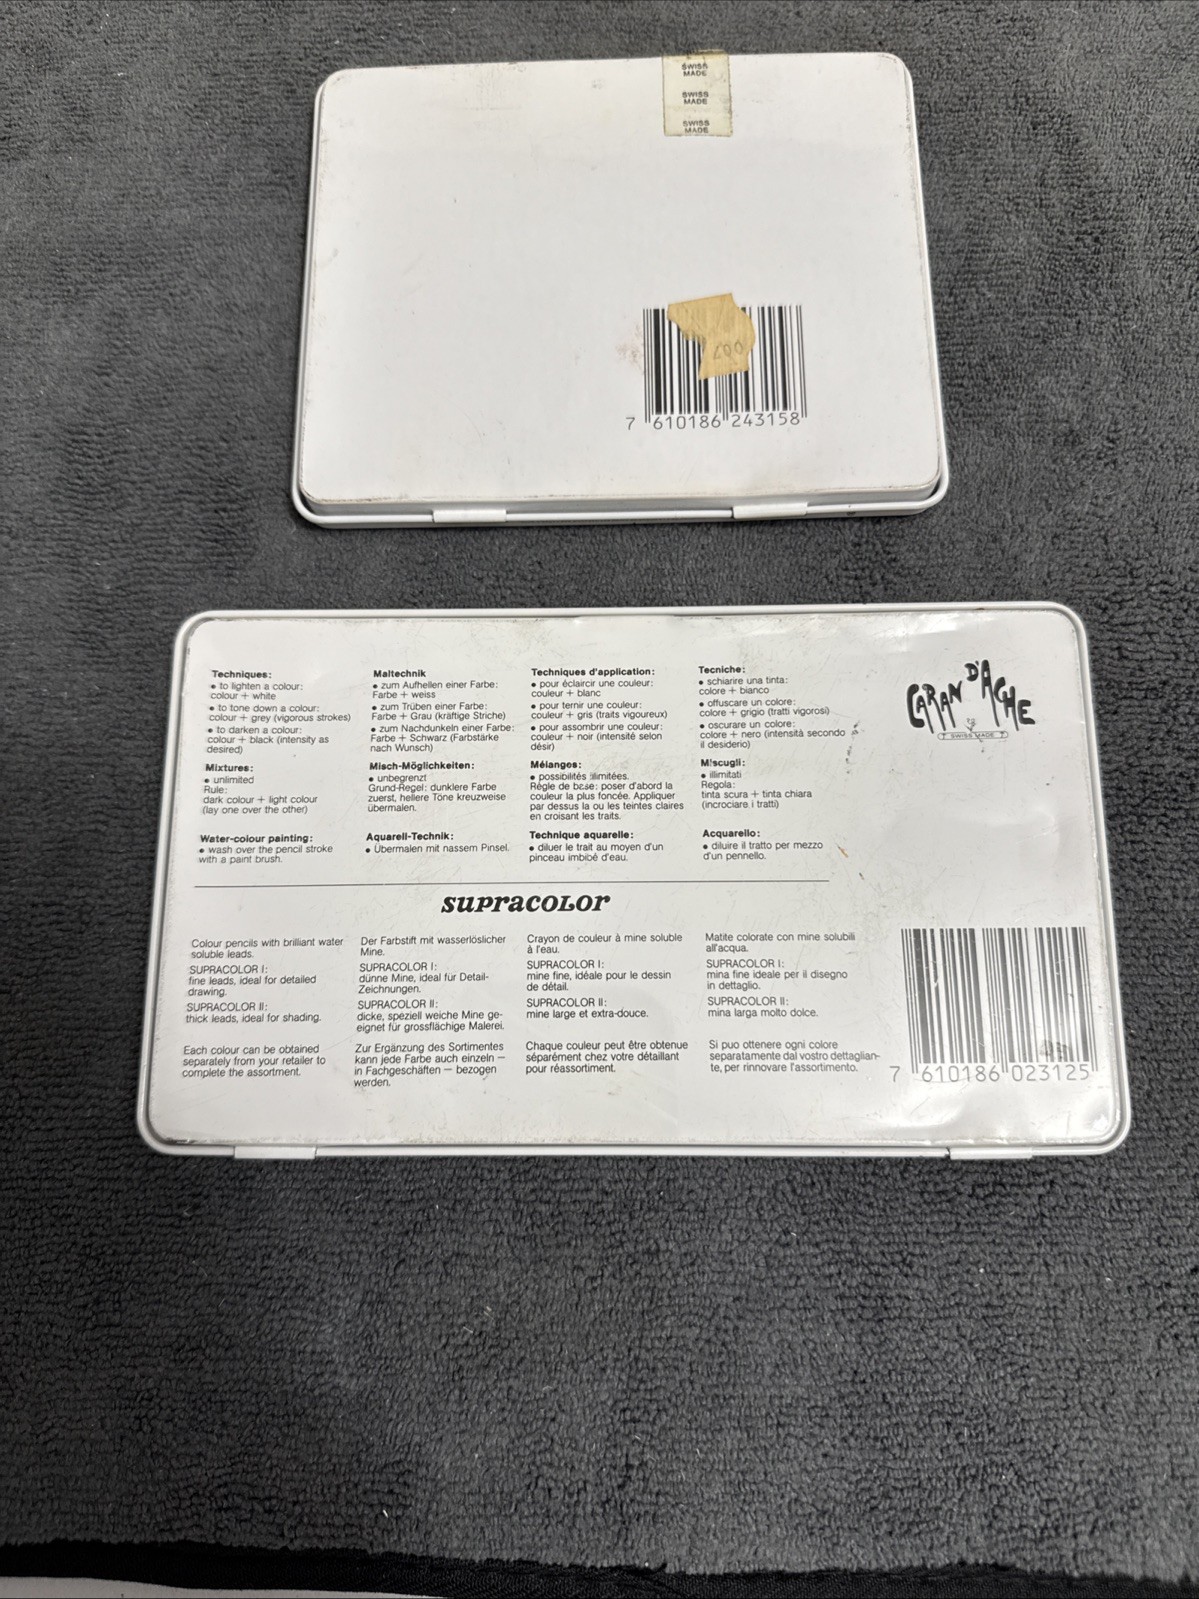 SWISS
MADE
SWISS
MADE
SWISS
MADE
7 610186 243158
Techniques:
• to lighten a colour:
colour + white
• to tone down a colour:
colour + grey (vigorous strokes)
• to darken a colour:
colour + black (intensity as
desired)
Mixtures:
• unlimited
Rule:
dark colour + light colour
(lay one over the other)
Water-colour painting:
• wash over the pencil stroke
with a paint brush.
Maltechnik
• zum Aufhellen einer Farbe:
Farbe + weiss
• zum Trüben einer Farbe:
Farbe + Grau (kräftige Striche)
• zum Nachdunkeln einer Farbe:
Farbe + Schwarz (Farbstärke
nach Wunsch)
Misch-Möglichkeiten:
• unbegrenzt
Grund-Regel: dunklere Farbe
zuerst, hellere Töne kreuzweise
übermalen.
Aquarell-Technik:
• Übermalen mit nassem Pinsel.
Techniques d'application:
• pour éclaircir une couleur:
couleur + blanc
• pour ternir une couleur:
couleur + gris (traits vigoureux)
• pour assombrir une couleur:
couleur + noir (intensité selon
désir)
Mélanges:
• possibilités illimitées.
Règle de base: poser d'abord la
couleur la plus foncée. Appliquer
par dessus la ou les teintes claires
en croisant les traits.
Technique aquarelle:
• diluer le trait au moyen d'un
pinceau imbibé d'eau.
Tecniche:
• schiarire una tinta:
colore + bianco
• offuscare un colore:
colore + grigio (tratti vigorosi)
• oscurare un colore:
colore + nero (intensità secondo
il desiderio)
Miscugli:
• illimitati
Regola:
tinta scura + tinta chiara
(incrociare i tratti)
Acquarello:
• diluire il tratto per mezzo
d'un pennello.
CARAN D'ACHE
SWISS MADE
supracolor
Colour pencils with brilliant water
soluble leads.
SUPRACOLOR I:
fine leads, ideal for detailed
drawing.
SUPRACOLOR II:
thick leads, ideal for shading.
Each colour can be obtained
separately from your retailer to
complete the assortment.
Der Farbstift mit wasserlöslicher
Mine.
SUPRACOLOR I:
dünne Mine, ideal für Detail-
Zeichnungen.
SUPRACOLOR II:
dicke, speziell weiche Mine ge-
eignet für grossflächige Malerei.
Zur Ergänzung des Sortimentes
kann jede Farbe auch einzeln —
in Fachgeschäften — bezogen
werden.
Crayon de couleur à mine soluble
à l'eau.
SUPRACOLOR I:
mine fine, idéale pour le dessin
de détail.
SUPRACOLOR II:
mine large et extra-douce.
Chaque couleur peut être obtenue
séparément chez votre détaillant
pour réassortiment.
Matite colorate con mine solubili
all'acqua.
SUPRACOLOR I:
mina fine ideale per il disegno
in dettaglio.
SUPRACOLOR II:
mina larga molto dolce.
Si puo ottenere ogni colore
separatamente dal vostro dettaglian-
te, per rinnovare l'assortimento.
7 610186 023125